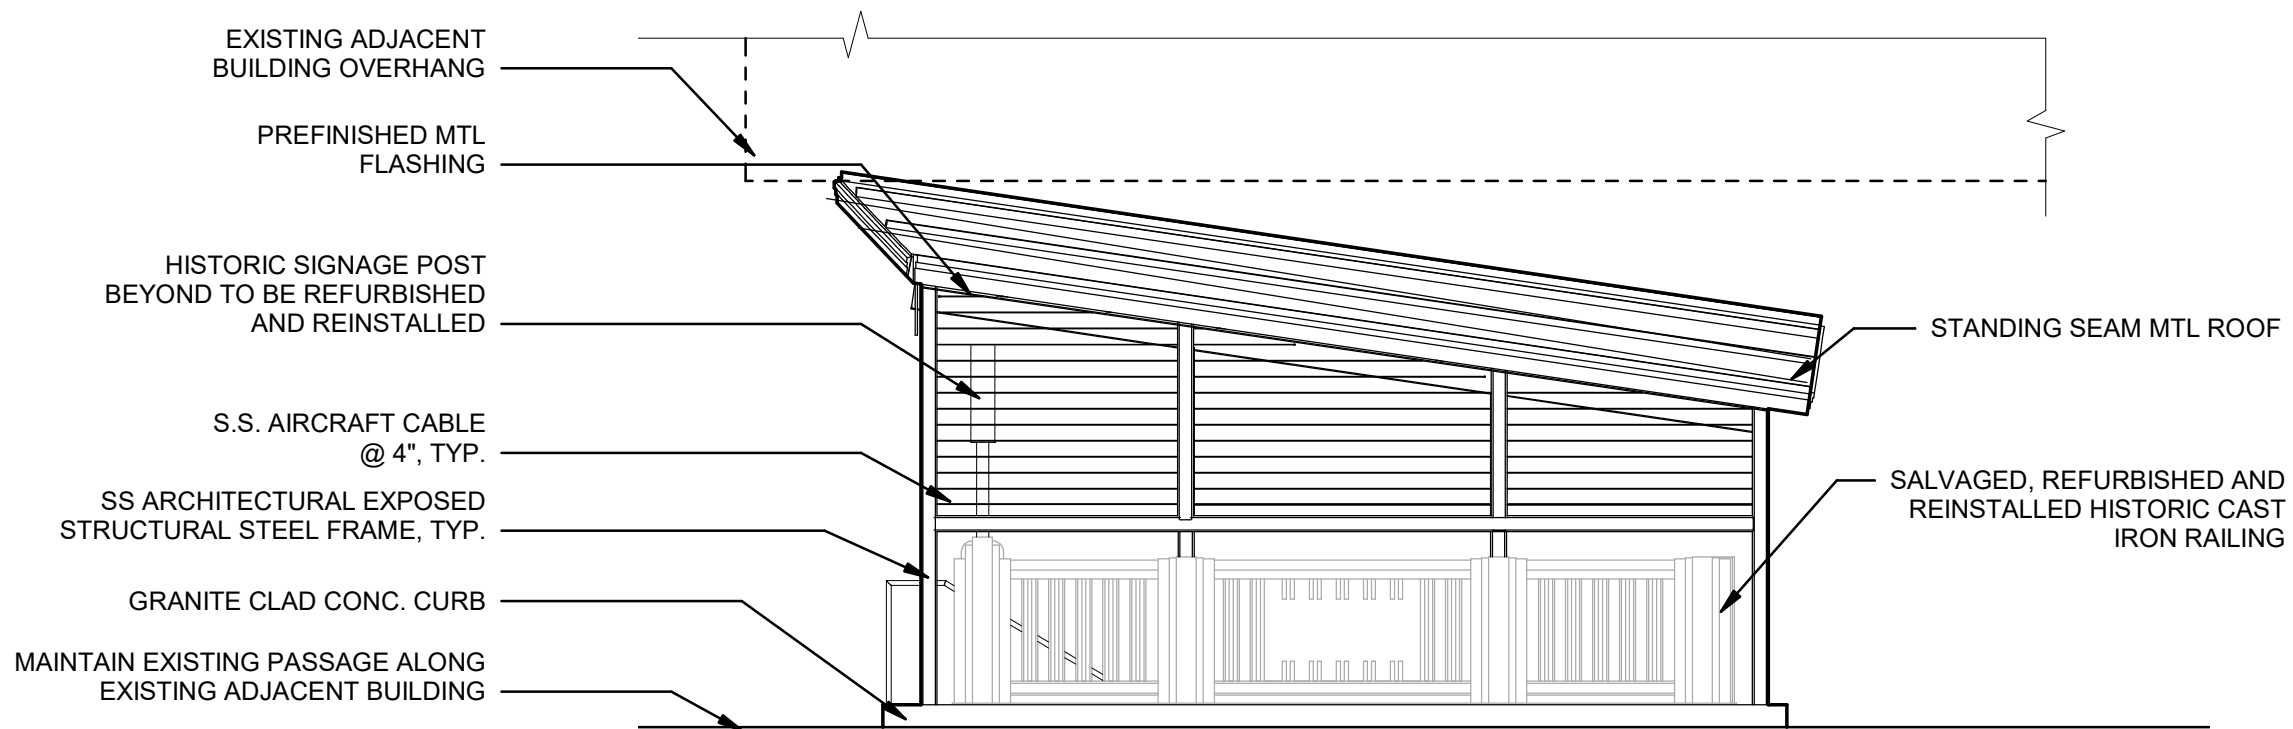 EXISTING ADJACENT
BUILDING OVERHANG
PREFINISHED MTL
FLASHING
HISTORIC SIGNAGE POST
BEYOND TO BE REFURBISHED
AND REINSTALLED
S.S. AIRCRAFT CABLE
@ 4", TYP.
SS ARCHITECTURAL EXPOSED
STRUCTURAL STEEL FRAME, TYP.
GRANITE CLAD CONC. CURB
MAINTAIN EXISTING PASSAGE ALONG
EXISTING ADJACENT BUILDING
STANDING SEAM MTL ROOF
SALVAGED, REFURBISHED AND
REINSTALLED HISTORIC CAST
IRON RAILING